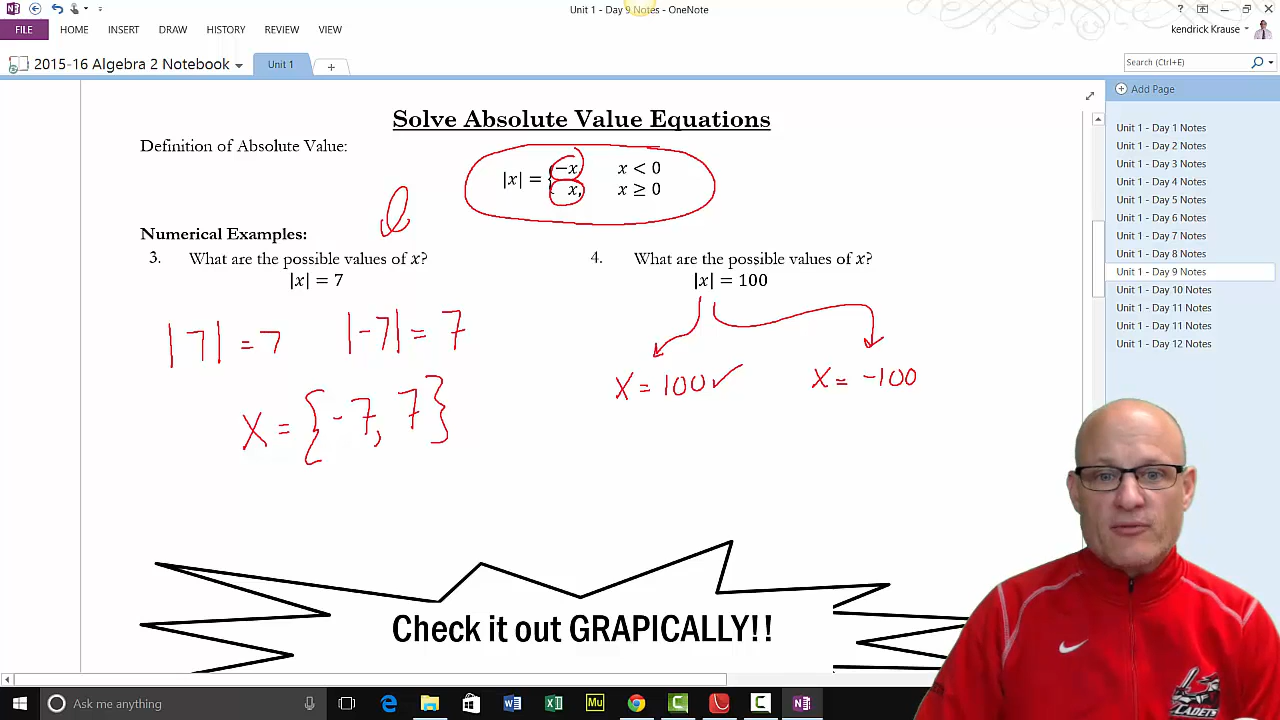 Unit 1 - Day 9 Notes - OneNote
kendrick Krause
FILE HOME INSERT DRAW HISTORY REVIEW VIEW
2015-16 Algebra 2 Notebook Unit 1 +
Search (Ctrl+E)
Add Page
Unit 1 - Day 1 Notes
Unit 1 - Day 2 Notes
Unit 1 - Day 3 Notes
Unit 1 - Day 4 Notes
Unit 1 - Day 5 Notes
Unit 1 - Day 6 Notes
Unit 1 - Day 7 Notes
Unit 1 - Day 8 Notes
Unit 1 - Day 9 Notes
Unit 1 - Day 10 Notes
Unit 1 - Day 11 Notes
Unit 1 - Day 11 Notes
Unit 1 - Day 12 Notes
Solve Absolute Value Equations
Definition of Absolute Value:
|x| = { −x, x < 0
x, x ≥ 0
Numerical Examples:
3. What are the possible values of x?
|x| = 7
|7| = 7 |-7| = 7
X = {-7, 7}
4. What are the possible values of x?
|x| = 100
X = 100 ✓ X = -100
Check it out GRAPICALLY!!
CADETS
Ask me anything
Mu